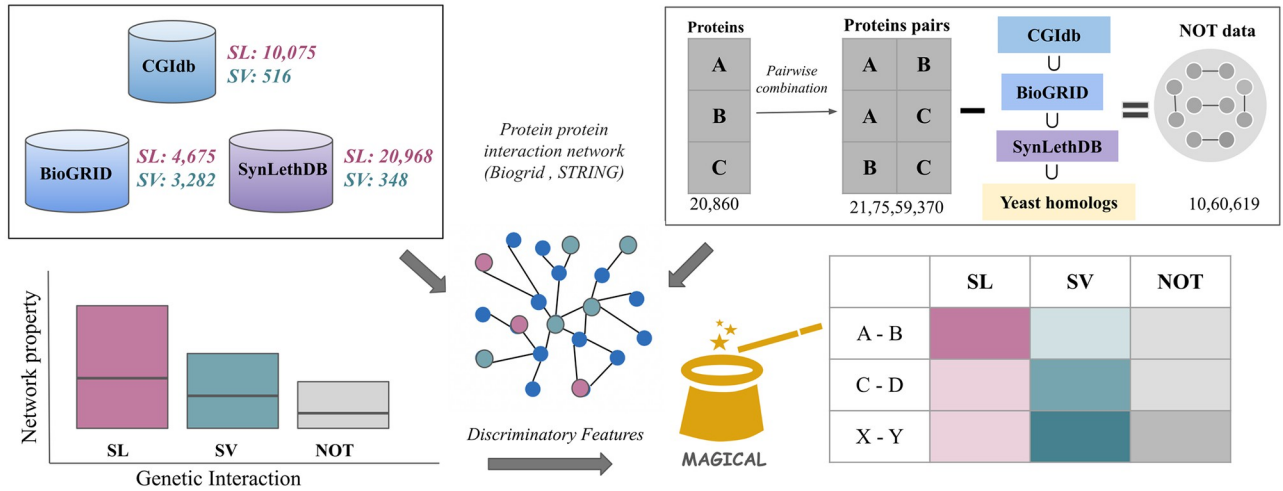 CGIdb
SL: 10,075
SV: 516
BioGRID
SL: 4,675
SV: 3,282
SynLethDB
SL: 20,968
SV: 348
Protein protein
interaction network
(Biogrid , STRING)
Proteins
A
B
C
20,860
Pairwise
combination
Proteins pairs
A B
A C
B C
21,75,59,370
CGIdb
∪
BioGRID
∪
SynLethDB
∪
Yeast homologs
=
NOT data
10,60,619
Network property
SL SV NOT
Genetic Interaction
Discriminatory Features
MAGICAL
SL SV NOT
A - B
C - D
X - Y